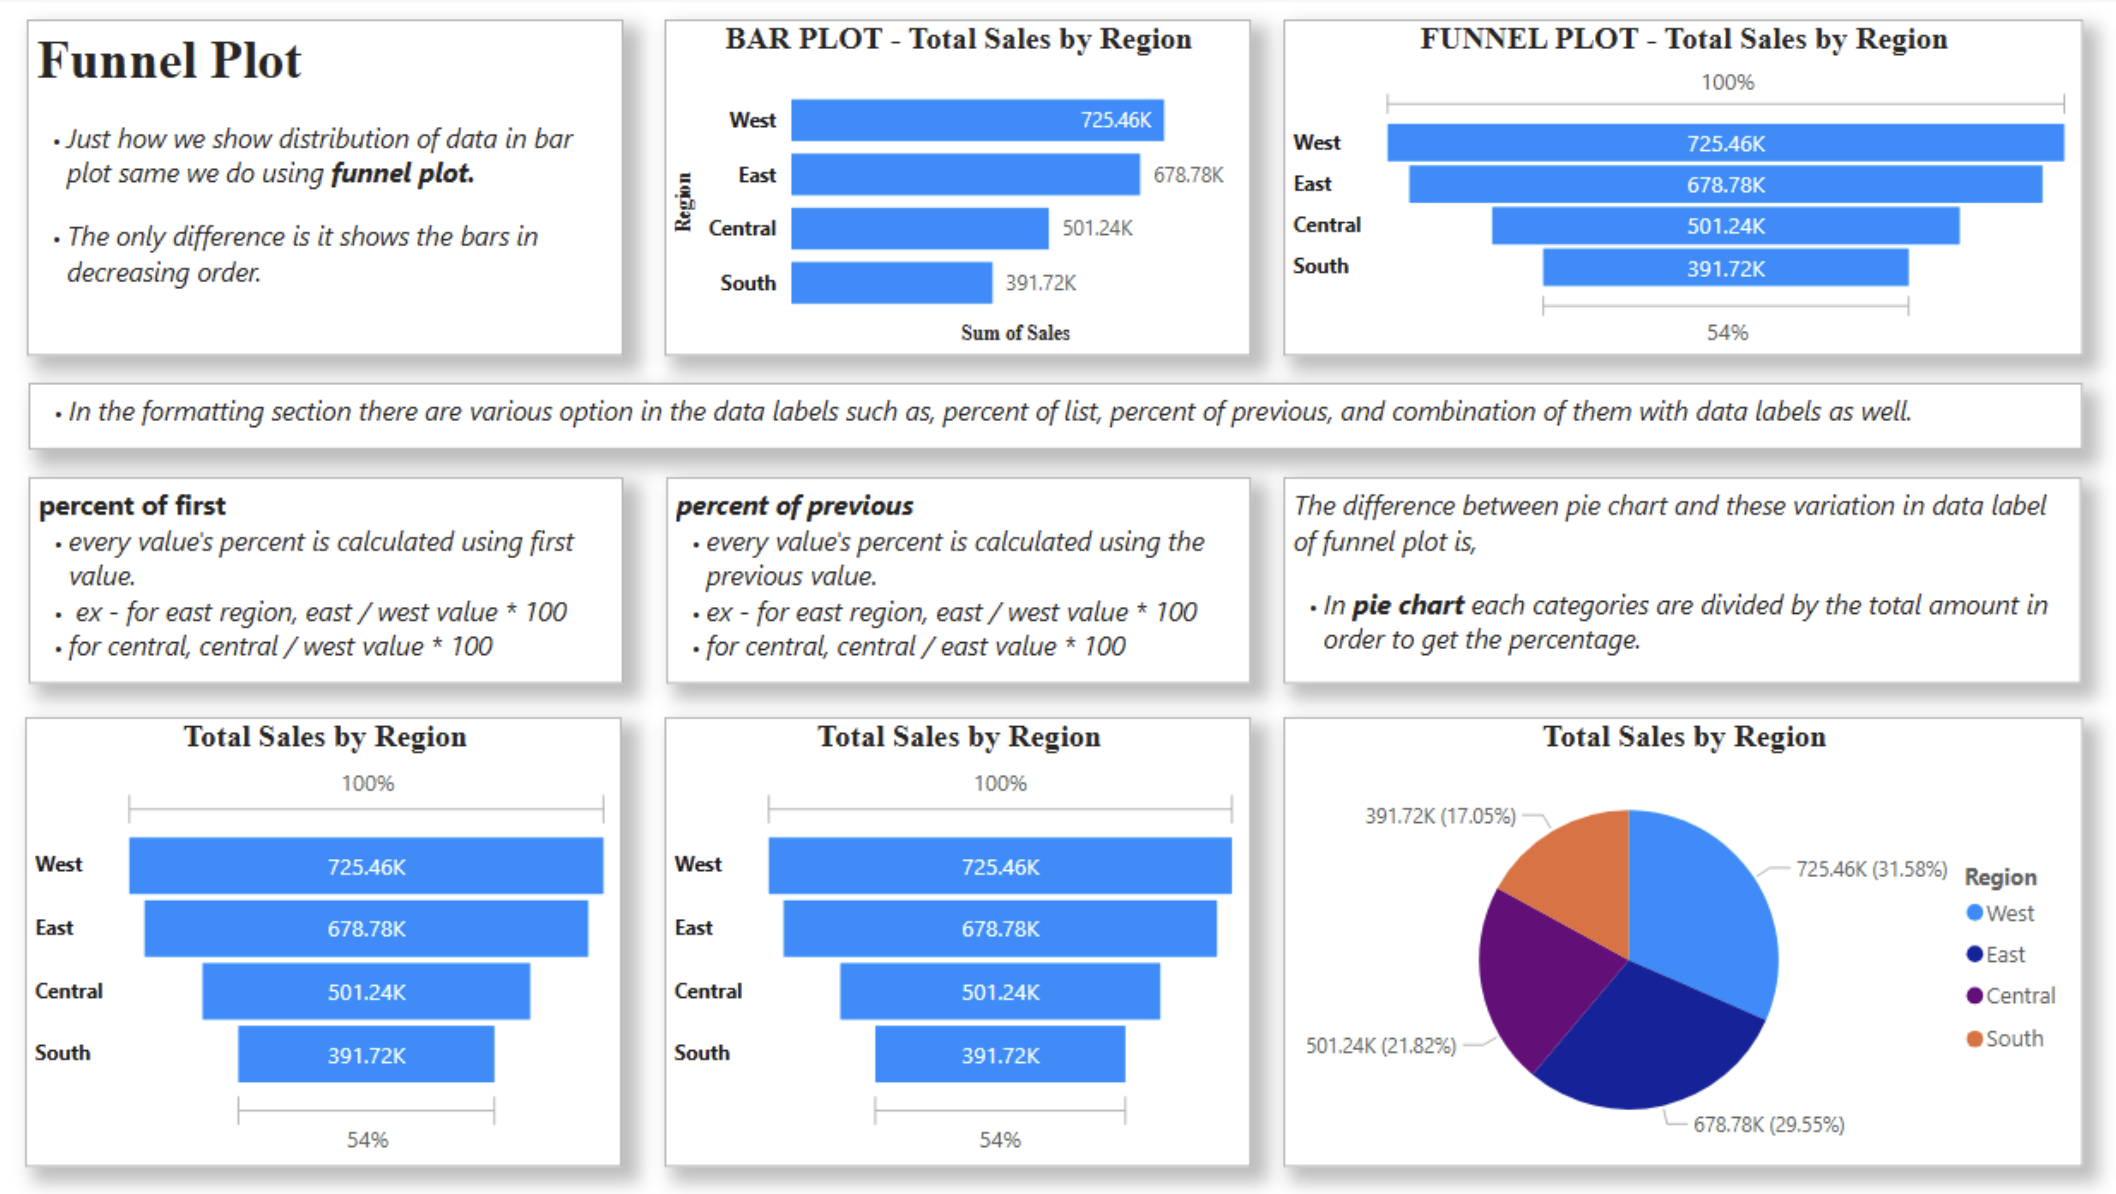 Funnel Plot
• Just how we show distribution of data in bar
plot same we do using funnel plot.
• The only difference is it shows the bars in
decreasing order.
BAR PLOT - Total Sales by Region
Region
West
725.46K
East
678.78K
Central
501.24K
South
391.72K
Sum of Sales
FUNNEL PLOT - Total Sales by Region
100%
West
725.46K
East
678.78K
Central
501.24K
South
391.72K
54%
• In the formatting section there are various option in the data labels such as, percent of list, percent of previous, and combination of them with data labels as well.
percent of first
• every value's percent is calculated using first
value.
• ex - for east region, east / west value * 100
• for central, central / west value * 100
percent of previous
• every value's percent is calculated using the
previous value.
• ex - for east region, east / west value * 100
• for central, central / east value * 100
The difference between pie chart and these variation in data label
of funnel plot is,
• In pie chart each categories are divided by the total amount in
order to get the percentage.
Total Sales by Region
100%
West
725.46K
East
678.78K
Central
501.24K
South
391.72K
54%
Total Sales by Region
100%
West
725.46K
East
678.78K
Central
501.24K
South
391.72K
54%
Total Sales by Region
391.72K (17.05%)
725.46K (31.58%)
501.24K (21.82%)
678.78K (29.55%)
Region
West
East
Central
South